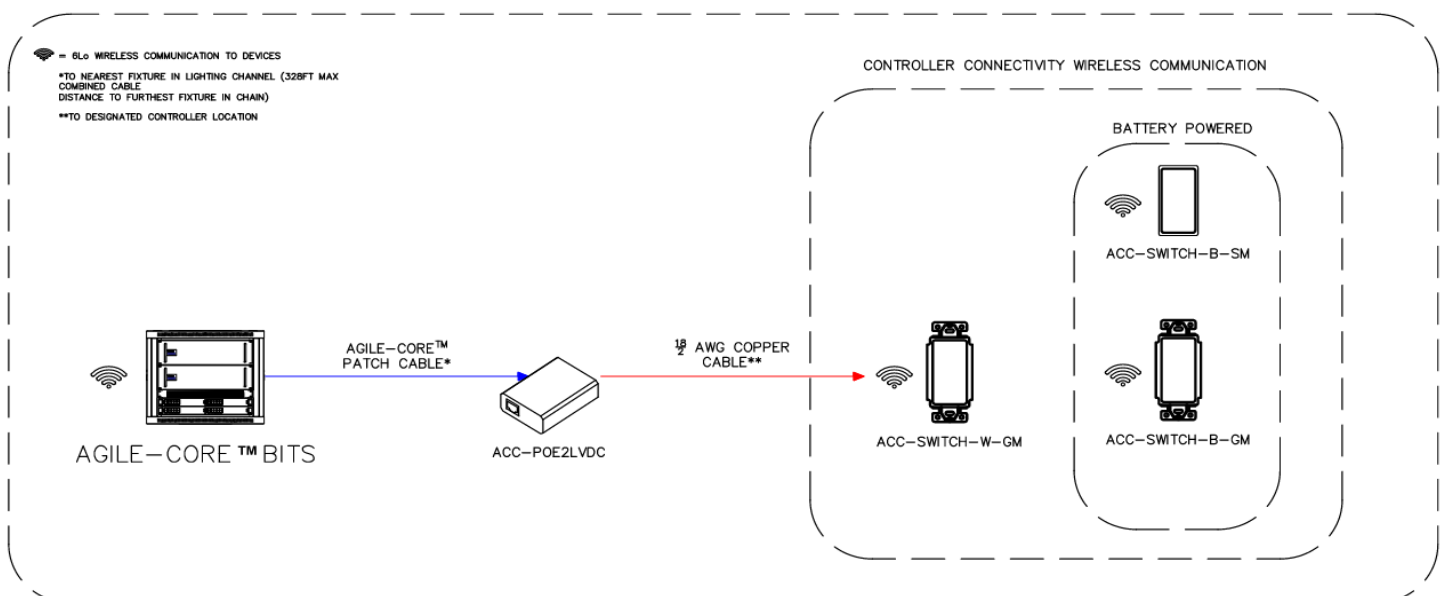 = 6Lo WIRELESS COMMUNICATION TO DEVICES
*TO NEAREST FIXTURE IN LIGHTING CHANNEL (328FT MAX
COMBINED CABLE
DISTANCE TO FURTHEST FIXTURE IN CHAIN)
**TO DESIGNATED CONTROLLER LOCATION
CONTROLLER CONNECTIVITY WIRELESS COMMUNICATION
BATTERY POWERED
ACC-SWITCH-B-SM
AGILE-CORE™
PATCH CABLE*
18/2 AWG COPPER
CABLE**
AGILE-CORE™ BITS
ACC-POE2LVDC
ACC-SWITCH-W-GM
ACC-SWITCH-B-GM